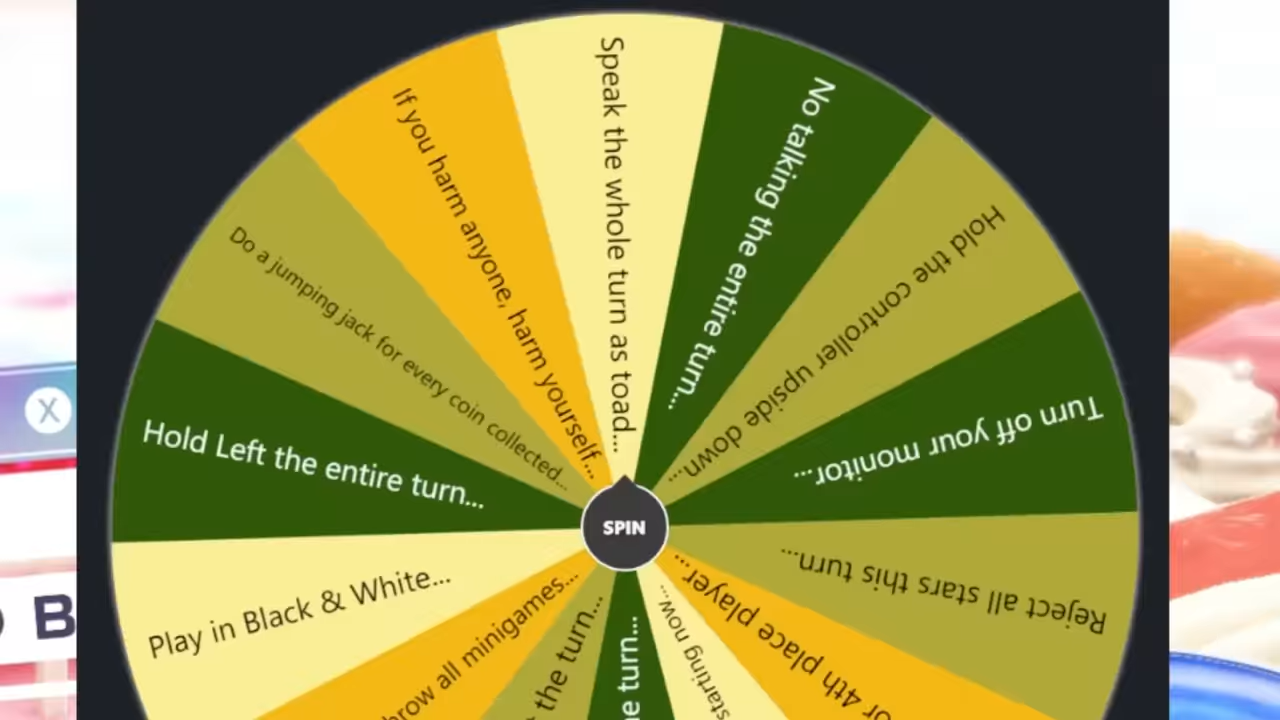 Speak the whole turn as toad...
No talking the entire turn...
Hold the controller upside down...
Turn off your monitor...
Reject all stars this turn...
4th place player...
starting now...
turn...
the turn...
all minigames...
Play in Black & White...
Hold Left the entire turn...
Do a jumping jack for every coin collected...
If you harm anyone, harm yourself...
SPIN
X
B